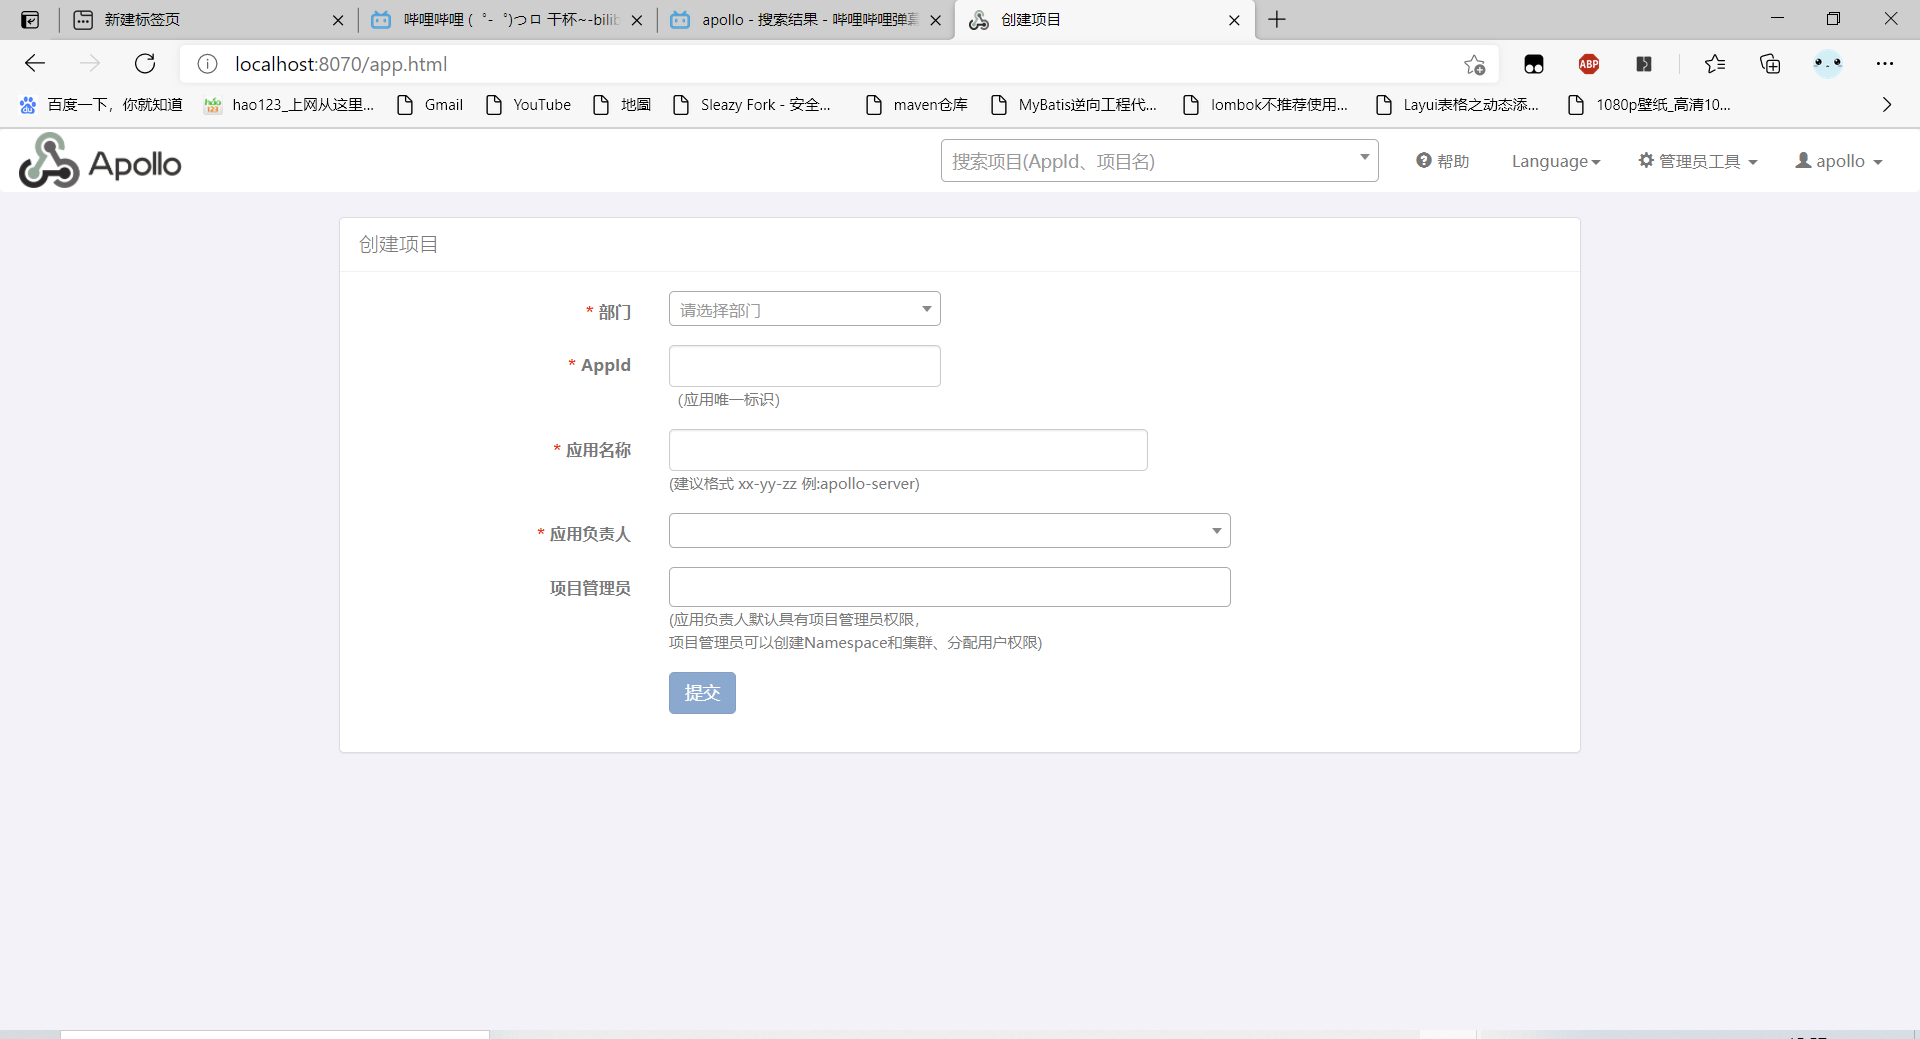 新建标签页
哔哩哔哩 (゜-゜)つロ 干杯~-bilib
apollo - 搜索结果 - 哔哩哔哩弹幕
创建项目
localhost:8070/app.html
ABP
百度一下，你就知道
hao123_上网从这里...
Gmail
YouTube
地圖
Sleazy Fork - 安全...
maven仓库
MyBatis逆向工程代...
lombok不推荐使用...
Layui表格之动态添...
1080p壁纸_高清10...
Apollo
搜索项目(AppId、项目名)
帮助
Language
管理员工具
apollo
创建项目
* 部门
请选择部门
* AppId
(应用唯一标识)
* 应用名称
(建议格式 xx-yy-zz 例:apollo-server)
* 应用负责人
项目管理员
(应用负责人默认具有项目管理员权限，
项目管理员可以创建Namespace和集群、分配用户权限)
提交